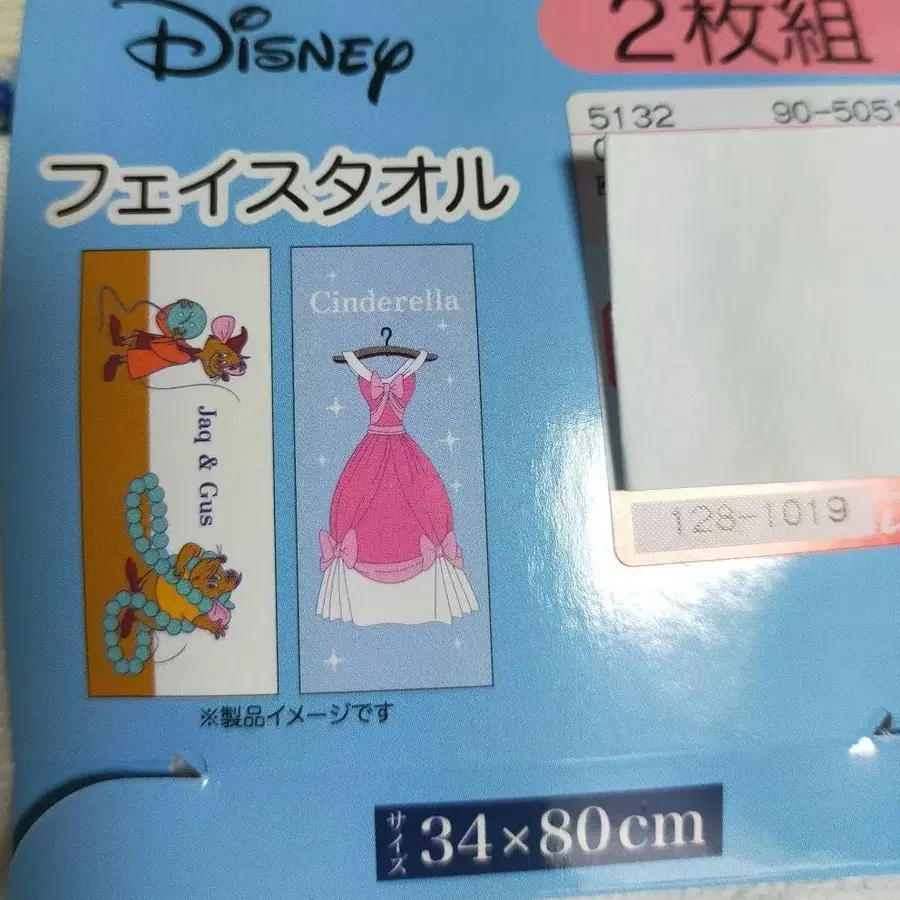 Disney
2枚組
5132 90-5051
フェイスタオル
Cinderella
Jaq & Gus
128-1019
※製品イメージです
サイズ 34×80cm